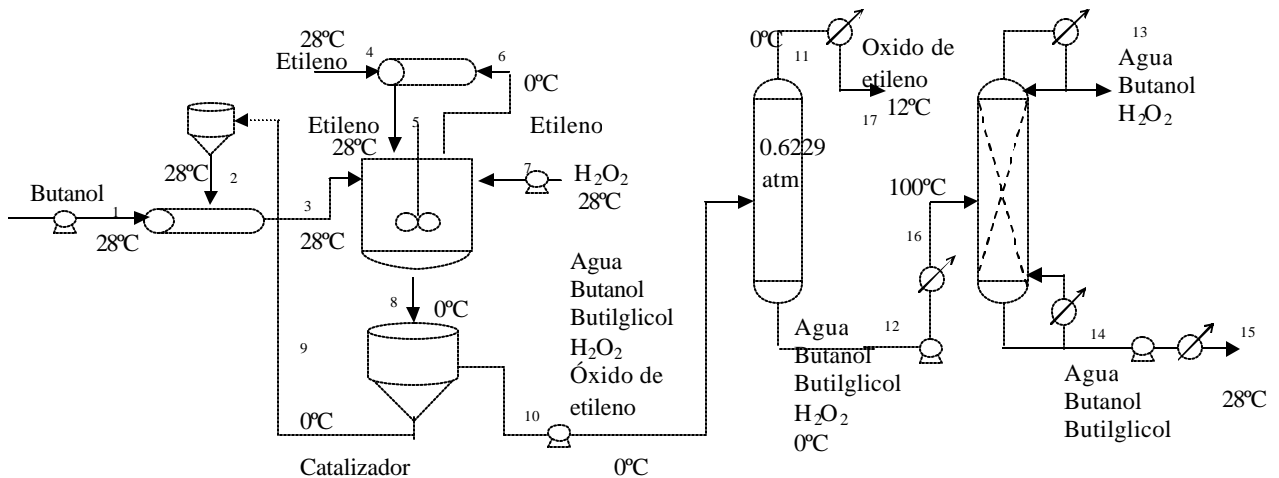 28ºC
Etileno
4
6
0ºC
Etileno
28ºC
5
Etileno
28ºC
2
Butanol
1
28ºC
3
28ºC
7
H₂O₂
28ºC
8
0ºC
9
0ºC
Catalizador
Agua
Butanol
Butilglicol
H₂O₂
Óxido de
etileno
10
0ºC
0ºC
11
Oxido de
etileno
12ºC
17
0.6229
atm
100ºC
16
Agua
Butanol
Butilglicol
H₂O₂
0ºC
12
13
Agua
Butanol
H₂O₂
14
15
Agua
Butanol
Butilglicol
28ºC